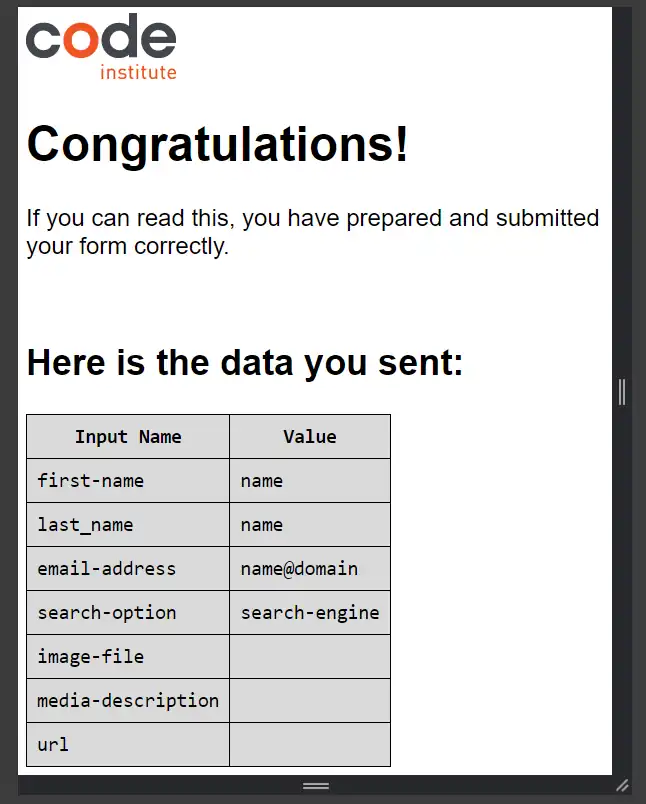 code
institute
Congratulations!
If you can read this, you have prepared and submitted
your form correctly.
Here is the data you sent:
Input Name Value
first-name name
last_name name
email-address name@domain
search-option search-engine
image-file
media-description
url